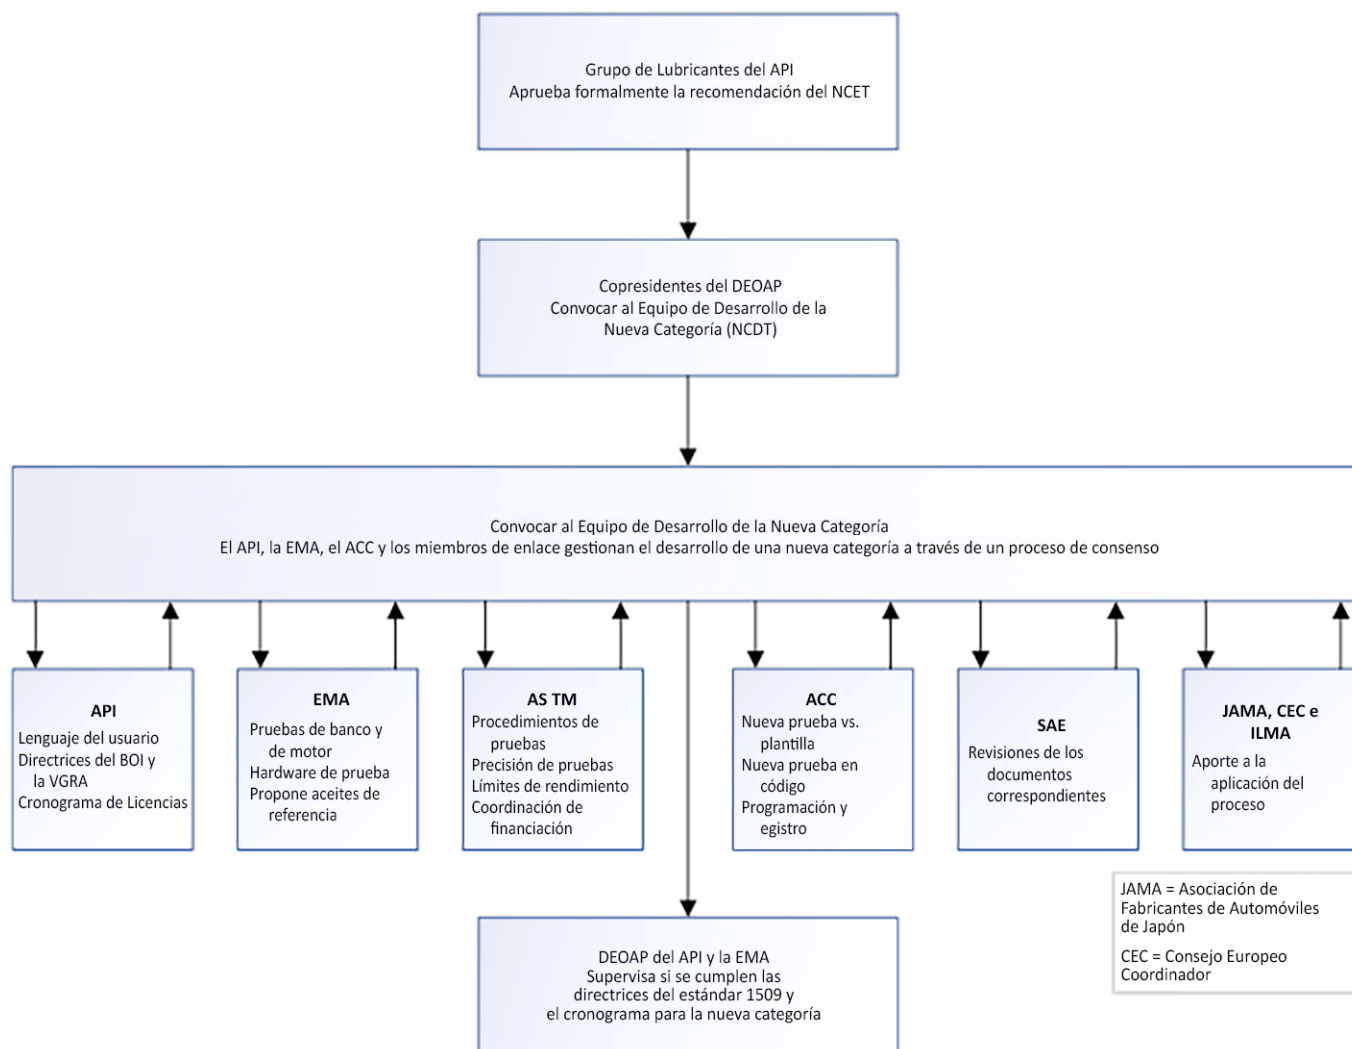 Grupo de Lubricantes del API
Aprueba formalmente la recomendación del NCET
Copresidentes del DEOAP
Convocar al Equipo de Desarrollo de la
Nueva Categoría (NCDT)
Convocar al Equipo de Desarrollo de la Nueva Categoría
El API, la EMA, el ACC y los miembros de enlace gestionan el desarrollo de una nueva categoría a través de un proceso de consenso
API
Lenguaje del usuario
Directrices del BOI y
la VGRA
Cronograma de Licencias
EMA
Pruebas de banco y
de motor
Hardware de prueba
Propone aceites de
referencia
AS TM
Procedimientos de
pruebas
Precisión de pruebas
Límites de rendimiento
Coordinación de
financiación
ACC
Nueva prueba vs.
plantilla
Nueva prueba en
código
Programación y
egistro
SAE
Revisiones de los
documentos
correspondientes
JAMA, CEC e
ILMA
Aporte a la
aplicación del
proceso
JAMA = Asociación de
Fabricantes de Automóviles
de Japón
CEC = Consejo Europeo
Coordinador
DEOAP del API y la EMA
Supervisa si se cumplen las
directrices del estándar 1509 y
el cronograma para la nueva categoría